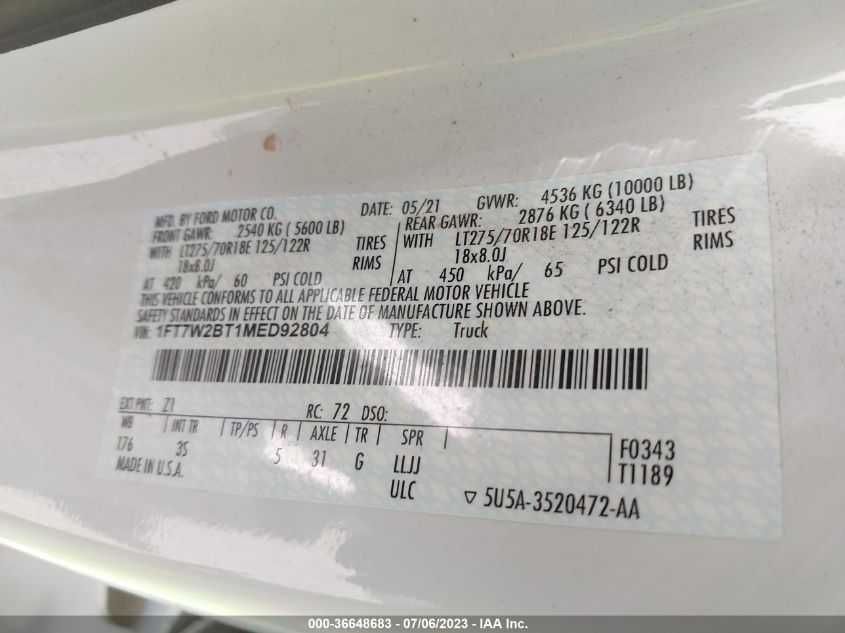 MFD. BY FORD MOTOR CO.
DATE: 05/21 GVWR: 4536 KG (10000 LB)
FRONT GAWR: 2540 KG ( 5600 LB)
REAR GAWR: 2876 KG ( 6340 LB)
WITH LT275/70R18E 125/122R TIRES
WITH LT275/70R18E 125/122R TIRES
18x8.0J RIMS
18x8.0J RIMS
AT 420 kPa/ 60 PSI COLD
AT 450 kPa/ 65 PSI COLD
THIS VEHICLE CONFORMS TO ALL APPLICABLE FEDERAL MOTOR VEHICLE
SAFETY STANDARDS IN EFFECT ON THE DATE OF MANUFACTURE SHOWN ABOVE.
VIN: 1FT7W2BT1MED92804 TYPE: Truck
EXT PNT: Z1 RC: 72 DSO:
WB INT TR TP/PS R AXLE TR SPR
176 3S 5 31 G LLJJ F0343
MADE IN U.S.A. ULC T1189
5U5A-3520472-AA
000-36648683 - 07/06/2023 - IAA Inc.